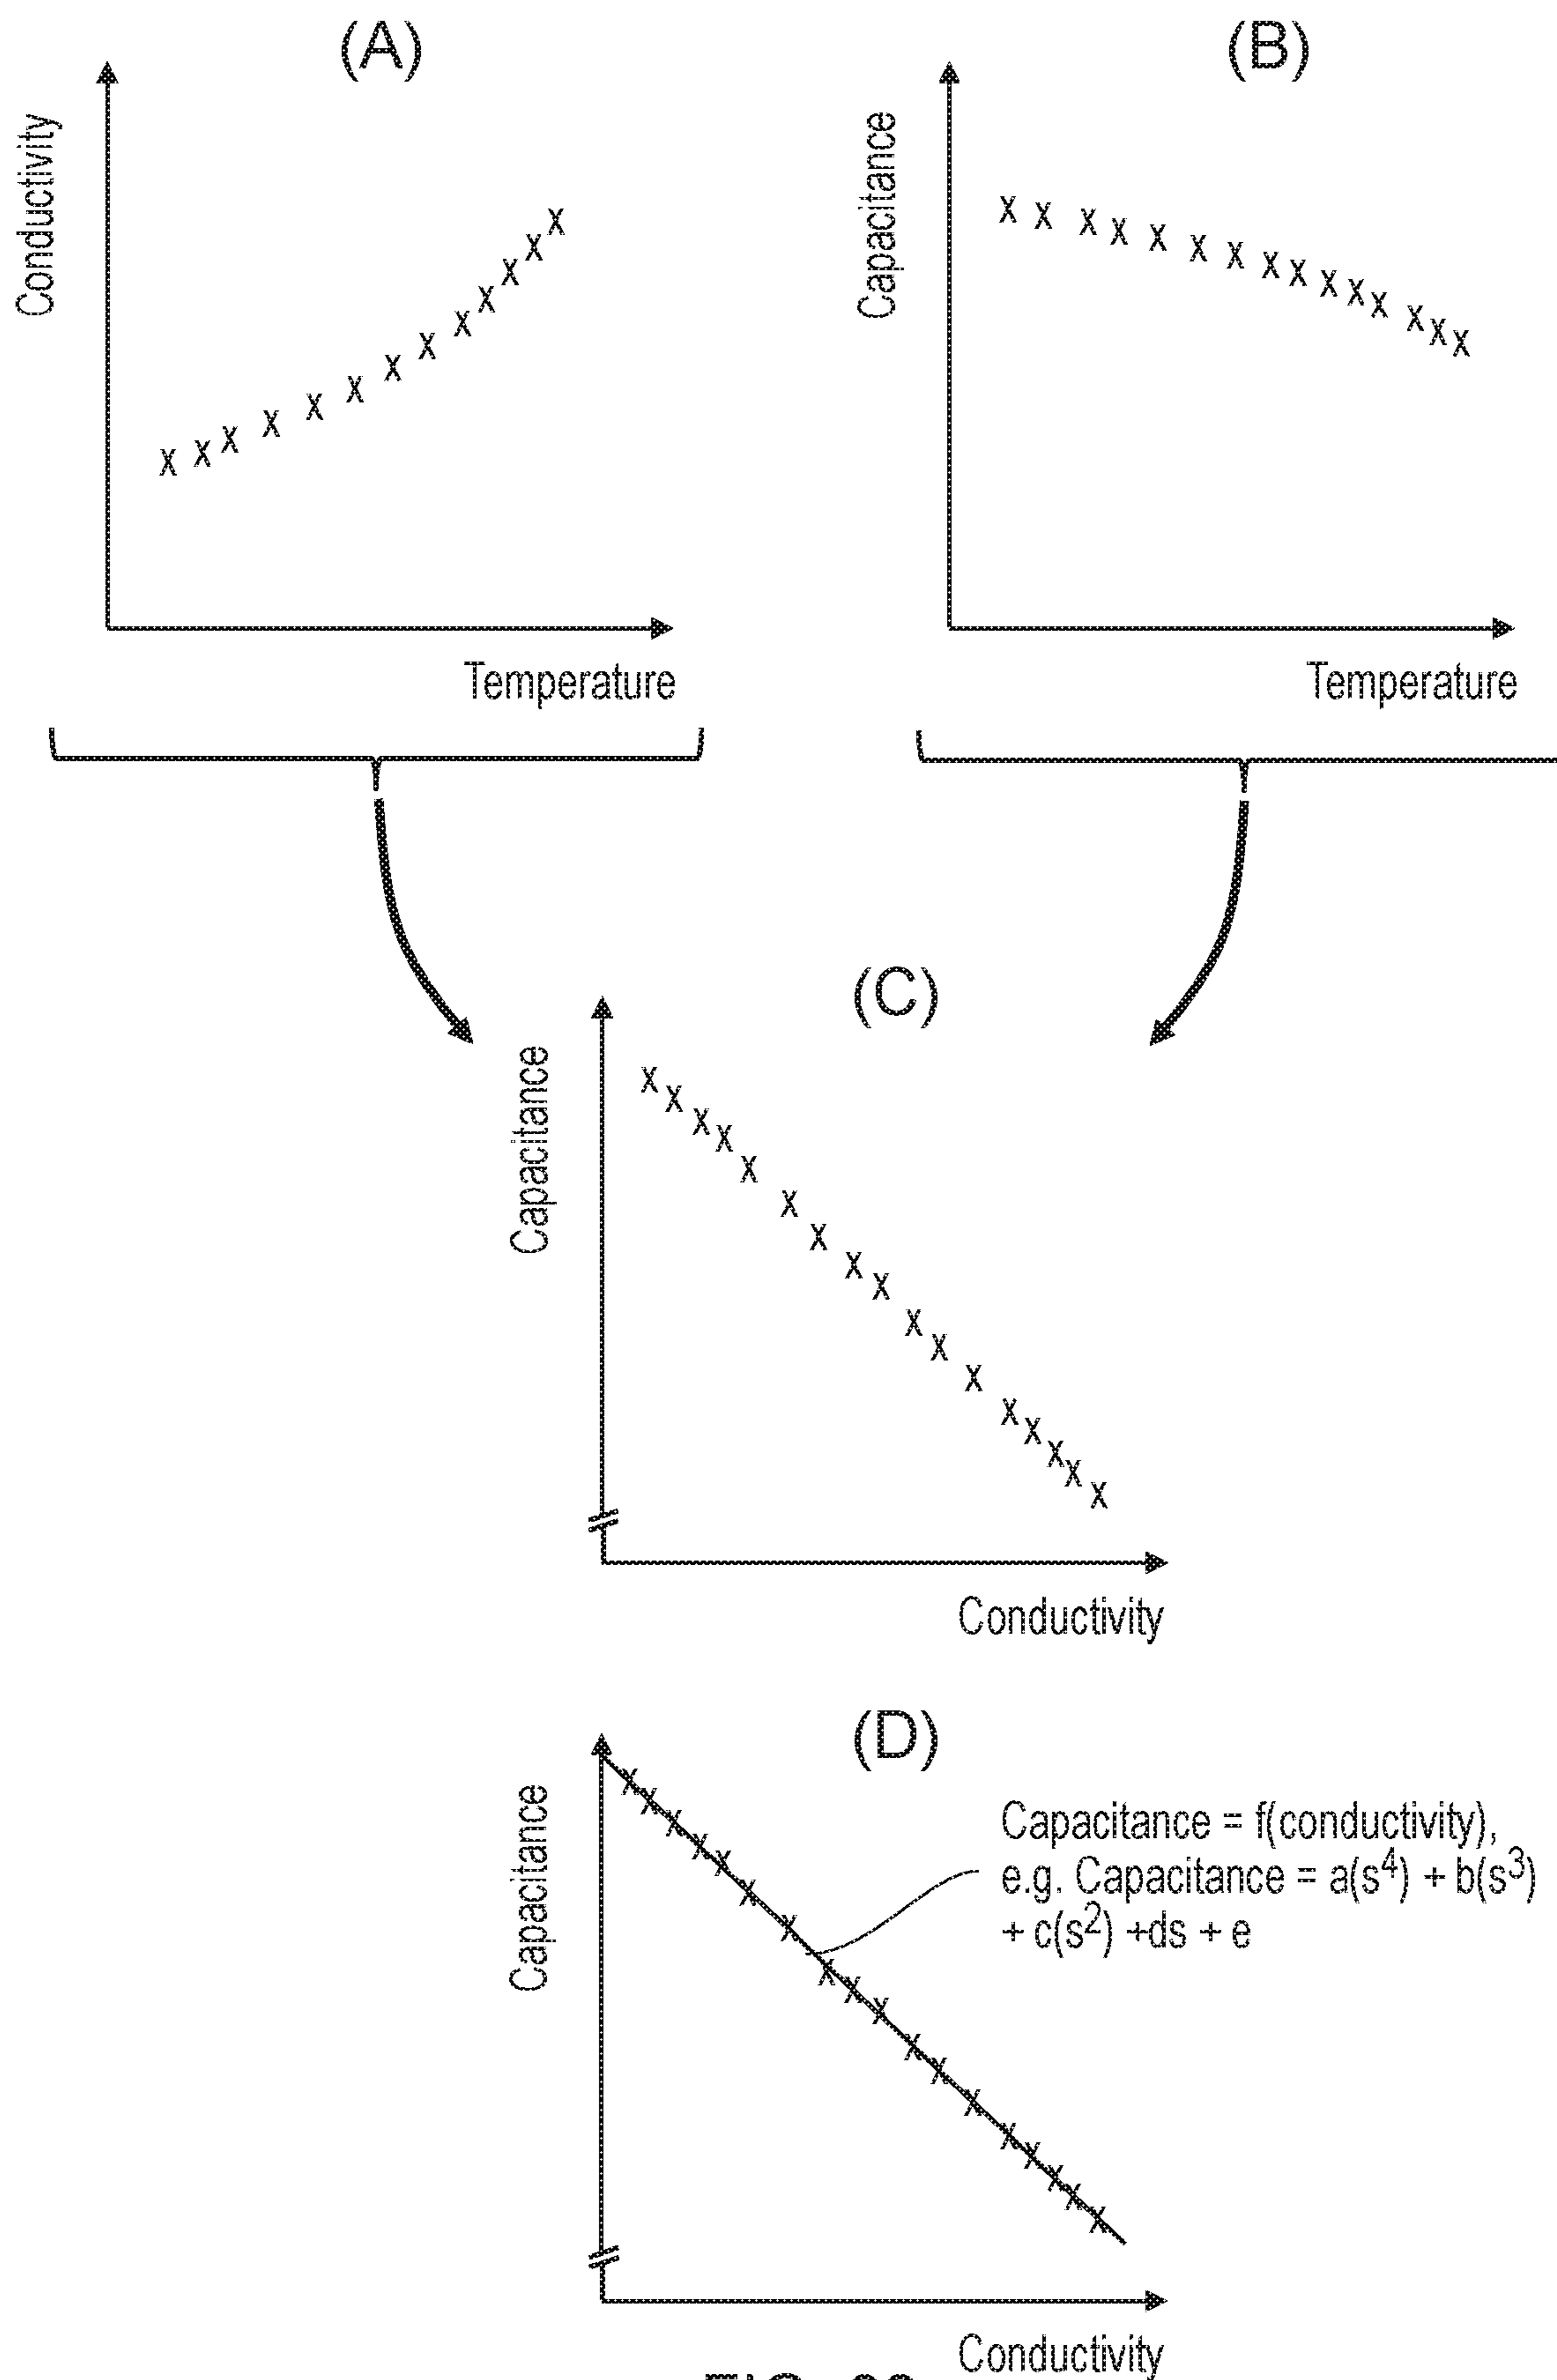 (A)
Conductivity
Temperature
(B)
Capacitance
Temperature
(C)
Capacitance
Conductivity
(D)
Capacitance
Capacitance = f(conductivity),
e.g. Capacitance = a(s⁴) + b(s³)
+ c(s²) +ds + e
Conductivity